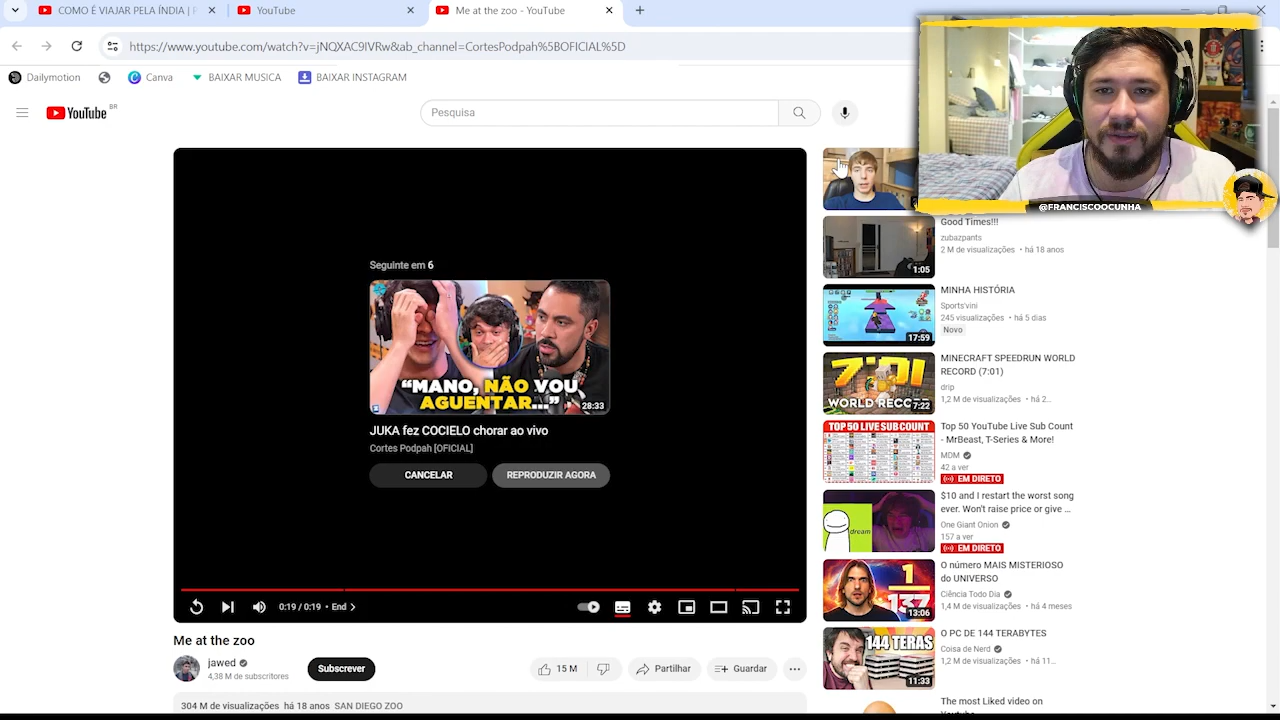 COMO É VIAJAR PELA ÍNDIA | P
YouTube
Me at the zoo - YouTube
https://www.youtube.com/watch?v=jNQXAC9IVRw&ab_channel=CortesPodpah%5BOFICIAL%5D
Dailymotion
Canva
BAIXAR MUSICA
BAIXAR INSTAGRAM
YouTube
BR
Pesquisa
@FRANCISCOOCUNHA
Seguinte em 6
“MANO, NÃO VOU
AGUENTAR...”
28:33
JUKA fez COCIELO chorar ao vivo
Cortes Podpah [OFICIAL]
CANCELAR
REPRODUZIR AGORA
0:19 / 0:19 • End
Me at the zoo
jawed
4,38 M de subscritores
Subscrever
15 M
Partilhar
Guardar
304 M de visualizações há 18 anos SAN DIEGO ZOO
Good Times!!!
zubazpants
2 M de visualizações • há 18 anos
1:05
MINHA HISTÓRIA
Sports'vini
245 visualizações • há 5 dias
Novo
17:59
7:01
WORLD RECORD
7:22
MINECRAFT SPEEDRUN WORLD
RECORD (7:01)
drip
1,2 M de visualizações • há 2...
TOP 50 LIVE SUB COUNT
Top 50 YouTube Live Sub Count
- MrBeast, T-Series & More!
MDM
42 a ver
EM DIRETO
dream
$10 and I restart the worst song
ever. Won't raise price or give ...
One Giant Onion
157 a ver
EM DIRETO
1
137
13:06
O número MAIS MISTERIOSO
do UNIVERSO
Ciência Todo Dia
1,4 M de visualizações • há 4 meses
144 TERAS
11:33
O PC DE 144 TERABYTES
Coisa de Nerd
1,2 M de visualizações • há 11...
The most Liked video on